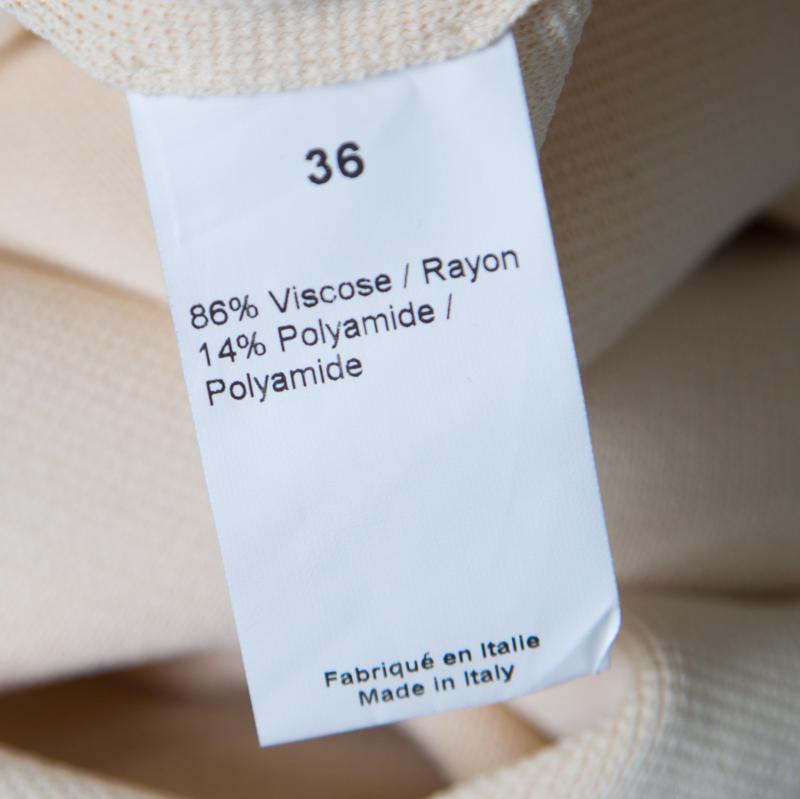 36
86% Viscose / Rayon
14% Polyamide /
Polyamide
Fabriqué en Italie
Made in Italy